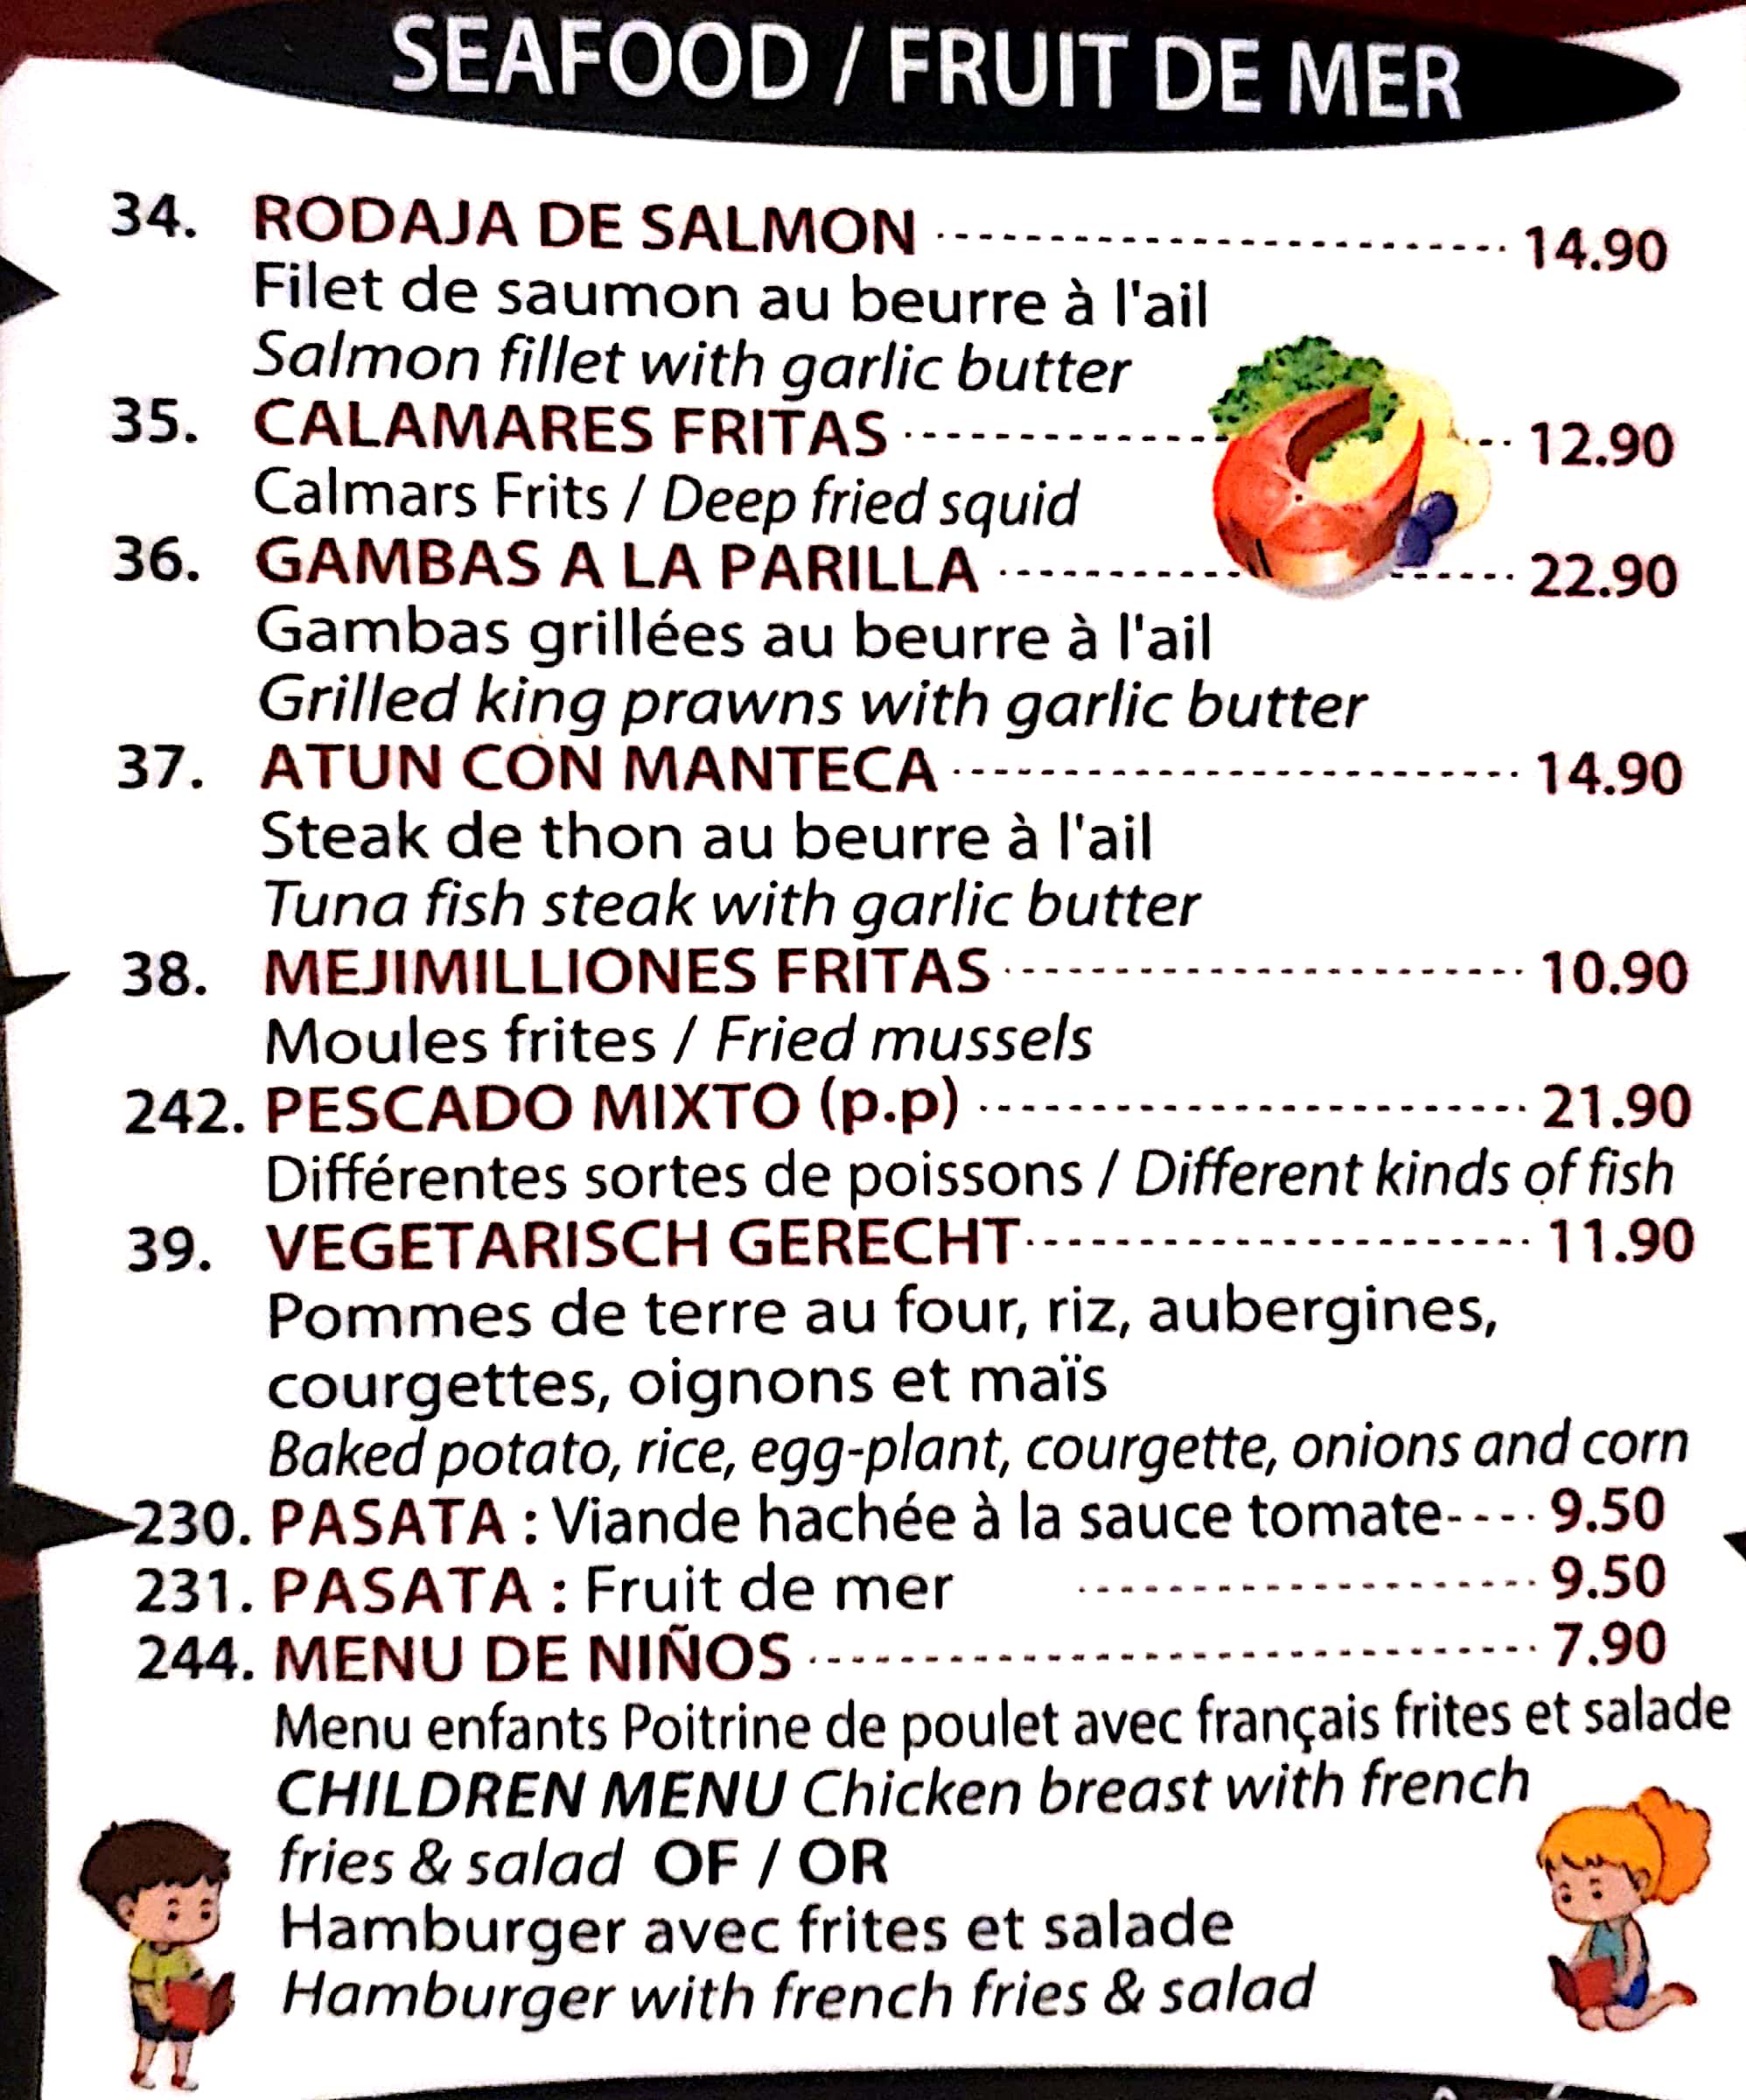 SEAFOOD / FRUIT DE MER
34. RODAJA DE SALMON 14.90
Filet de saumon au beurre à l'ail
Salmon fillet with garlic butter
35. CALAMARES FRITAS 12.90
Calmars Frits / Deep fried squid
36. GAMBAS A LA PARILLA 22.90
Gambas grillées au beurre à l'ail
Grilled king prawns with garlic butter
37. ATUN CON MANTECA 14.90
Steak de thon au beurre à l'ail
Tuna fish steak with garlic butter
38. MEJIMILLIONES FRITAS 10.90
Moules frites / Fried mussels
242. PESCADO MIXTO (p.p) 21.90
Différentes sortes de poissons / Different kinds of fish
39. VEGETARISCH GERECHT 11.90
Pommes de terre au four, riz, aubergines,
courgettes, oignons et maïs
Baked potato, rice, egg-plant, courgette, onions and corn
230. PASATA : Viande hachée à la sauce tomate 9.50
231. PASATA : Fruit de mer 9.50
244. MENU DE NIÑOS 7.90
Menu enfants Poitrine de poulet avec français frites et salade
CHILDREN MENU Chicken breast with french
fries & salad OF / OR
Hamburger avec frites et salade
Hamburger with french fries & salad